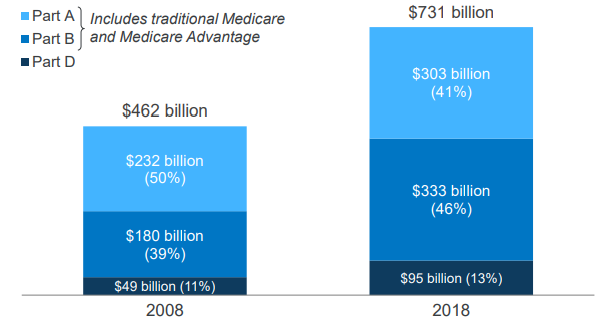 Part A
Part B
Part D
Includes traditional Medicare
and Medicare Advantage
$462 billion
$232 billion
(50%)
$180 billion
(39%)
$49 billion (11%)
2008
$731 billion
$303 billion
(41%)
$333 billion
(46%)
$95 billion (13%)
2018